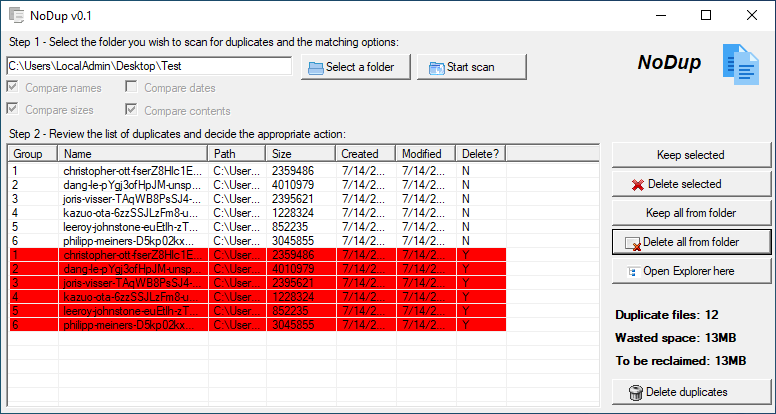 NoDup v0.1
Step 1 - Select the folder you wish to scan for duplicates and the matching options:
C:\Users\LocalAdmin\Desktop\Test
Select a folder
Start scan
NoDup
Compare names
Compare dates
Compare sizes
Compare contents
Step 2 - Review the list of duplicates and decide the appropriate action:
Group Name Path Size Created Modified Delete?
1 christopher-ott-fserZ8HIc1E... C:\User... 2359486 7/14/2... 7/14/2... N
2 dang-le-pYgj3ofHpJM-unsp... C:\User... 4010979 7/14/2... 7/14/2... N
3 joris-visser-TAqWB8PsGdc-u... C:\User... 2395621 7/14/2... 7/14/2... N
4 kazuo-ota-6zzSSJLzFm8-u... C:\User... 1228324 7/14/2... 7/14/2... N
5 leeroy-johnstone-euEtlh-zT... C:\User... 852235 7/14/2... 7/14/2... N
6 philipp-meiners-D5kp02kx... C:\User... 3045855 7/14/2... 7/14/2... N
1 christopher-ott-fserZ8HIc1E... C:\User... 2359486 7/14/2... 7/14/2... Y
2 dang-le-pYgj3ofHpJM-unsp... C:\User... 4010979 7/14/2... 7/14/2... Y
3 joris-visser-TAqWB8PsGdc-u... C:\User... 2395621 7/14/2... 7/14/2... Y
4 kazuo-ota-6zzSSJLzFm8-u... C:\User... 1228324 7/14/2... 7/14/2... Y
5 leeroy-johnstone-euEtlh-zT... C:\User... 852235 7/14/2... 7/14/2... Y
6 philipp-meiners-D5kp02kx... C:\User... 3045855 7/14/2... 7/14/2... Y
Keep selected
Delete selected
Keep all from folder
Delete all from folder
Open Explorer here
Duplicate files: 12
Wasted space: 13MB
To be reclaimed: 13MB
Delete duplicates